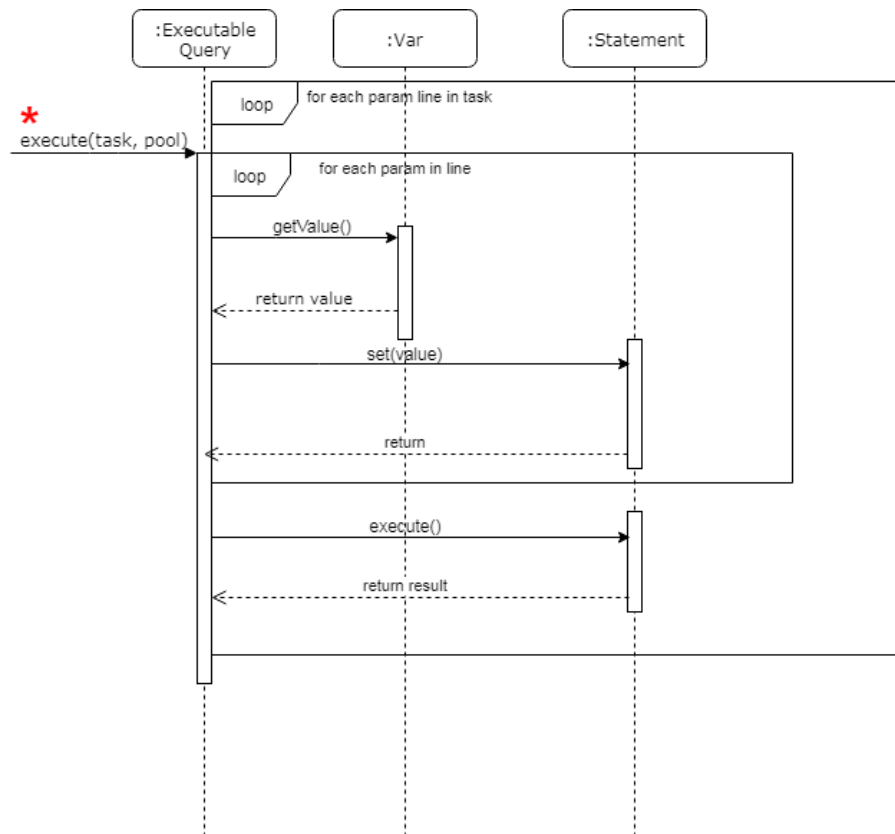 :Executable
Query
:Var
:Statement
loop
for each param line in task
*
execute(task, pool)
loop
for each param in line
getValue()
return value
set(value)
return
execute()
return result